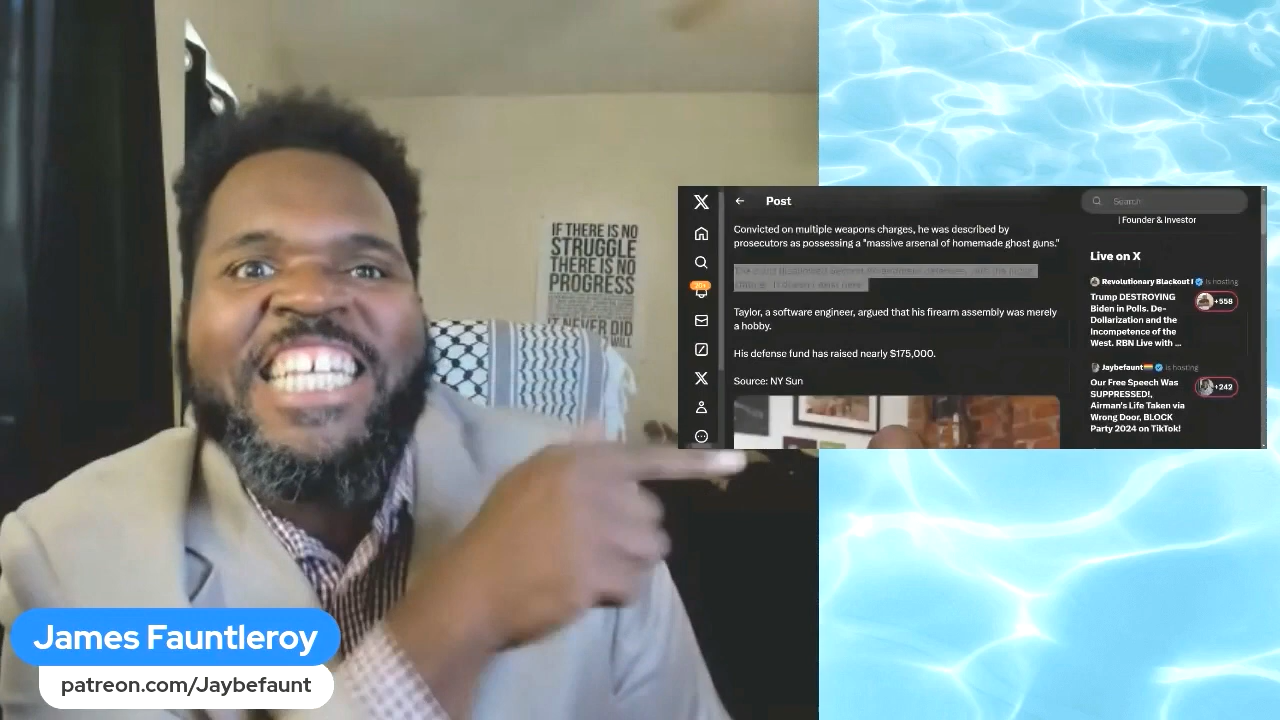 IF THERE IS NO
STRUGGLE
THERE IS NO
PROGRESS
IT NEVER DID
WILL
James Fauntleroy
patreon.com/Jaybefaunt
Post
Convicted on multiple weapons charges, he was described by
prosecutors as possessing a "massive arsenal of homemade ghost guns."
Taylor, a software engineer, argued that his firearm assembly was merely
a hobby.
His defense fund has raised nearly $175,000.
Source: NY Sun
Search
| Founder & Investor
Live on X
Revolutionary Blackout is hosting
Trump DESTROYING
Biden in Polls. De-
Dollarization and the
Incompetence of the
West. RBN Live with ...
+558
Jaybefaunt is hosting
Our Free Speech Was
SUPPRESSED!,
Airman's Life Taken via
Wrong Door, BLOCK
Party 2024 on TikTok!
+242